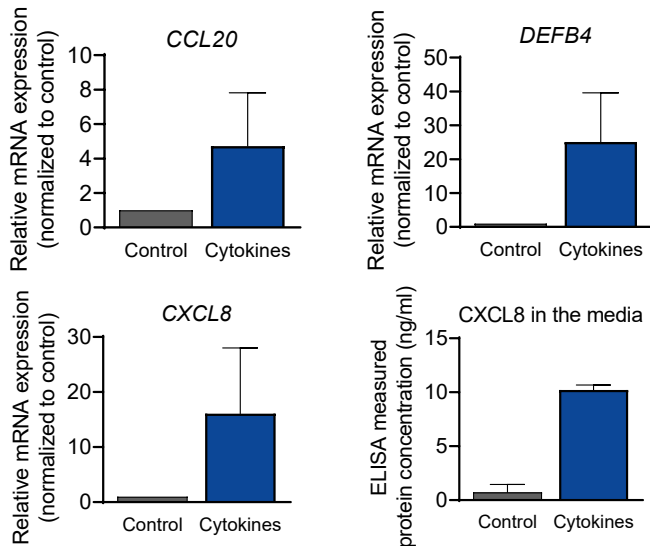 CCL20
Relative mRNA expression
(normalized to control)
10
8
6
4
2
0
Control Cytokines
DEFB4
Relative mRNA expression
(normalized to control)
50
40
30
20
10
0
Control Cytokines
CXCL8
Relative mRNA expression
(normalized to control)
30
20
10
0
Control Cytokines
CXCL8 in the media
ELISA measured
protein concentration (ng/ml)
15
10
5
0
Control Cytokines